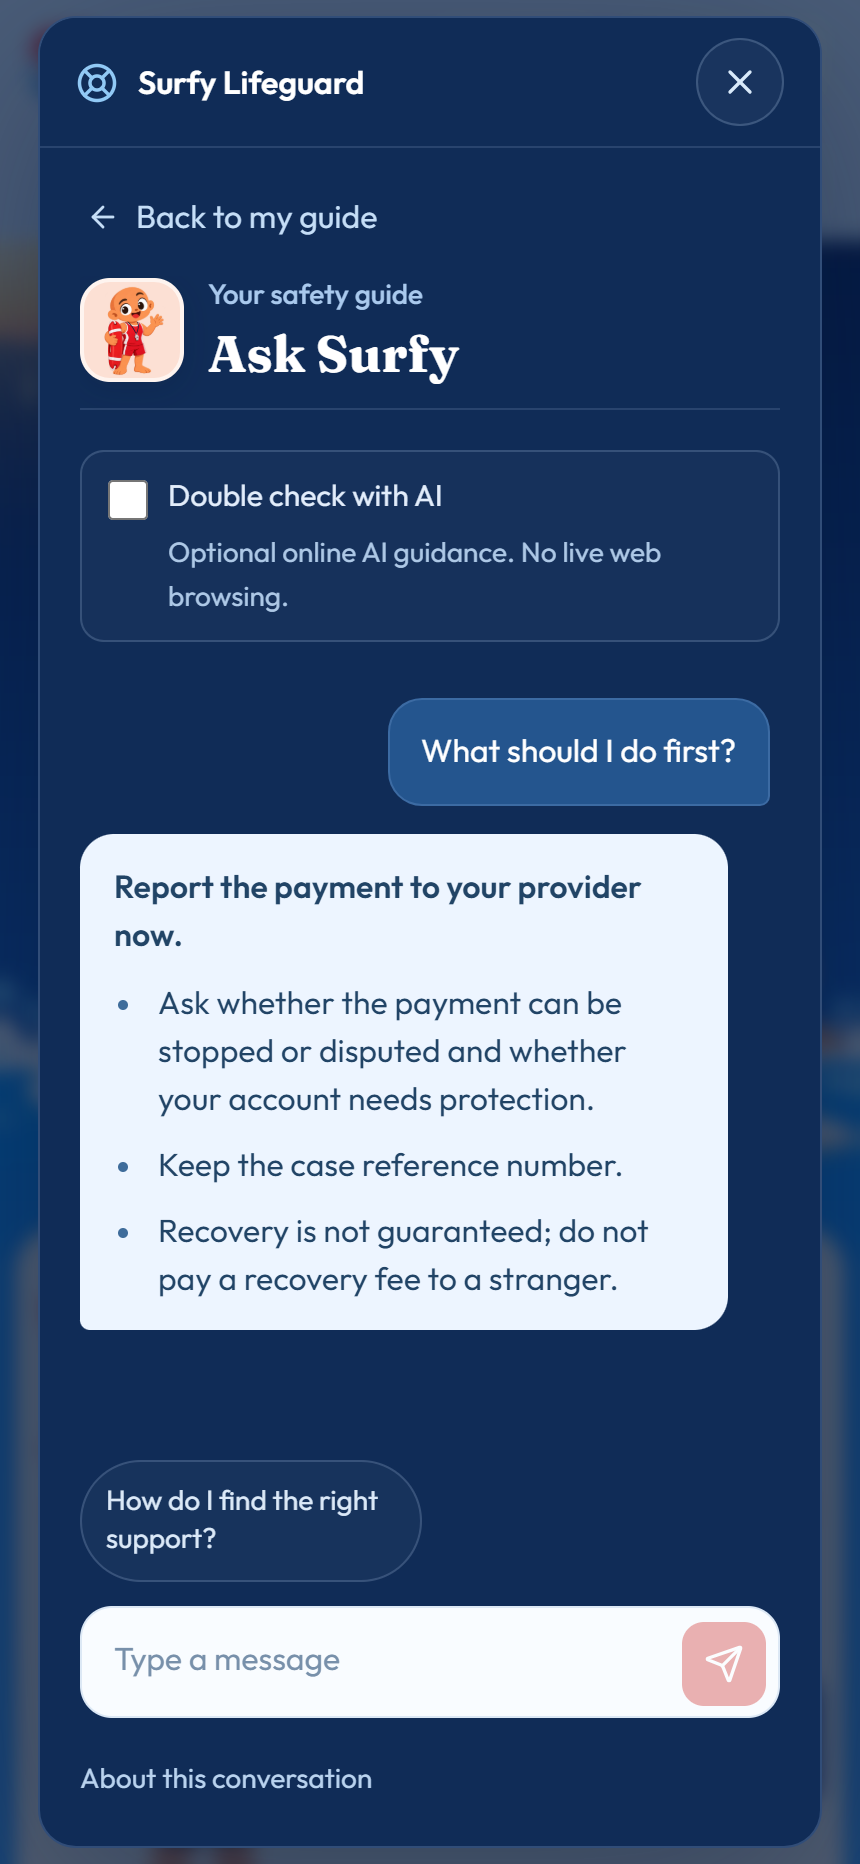 Surfy Lifeguard
Back to my guide
Your safety guide
Ask Surfy
Double check with AI
Optional online AI guidance. No live web
browsing.
What should I do first?
Report the payment to your provider
now.
Ask whether the payment can be
stopped or disputed and whether
your account needs protection.
Keep the case reference number.
Recovery is not guaranteed; do not
pay a recovery fee to a stranger.
How do I find the right
support?
Type a message
About this conversation